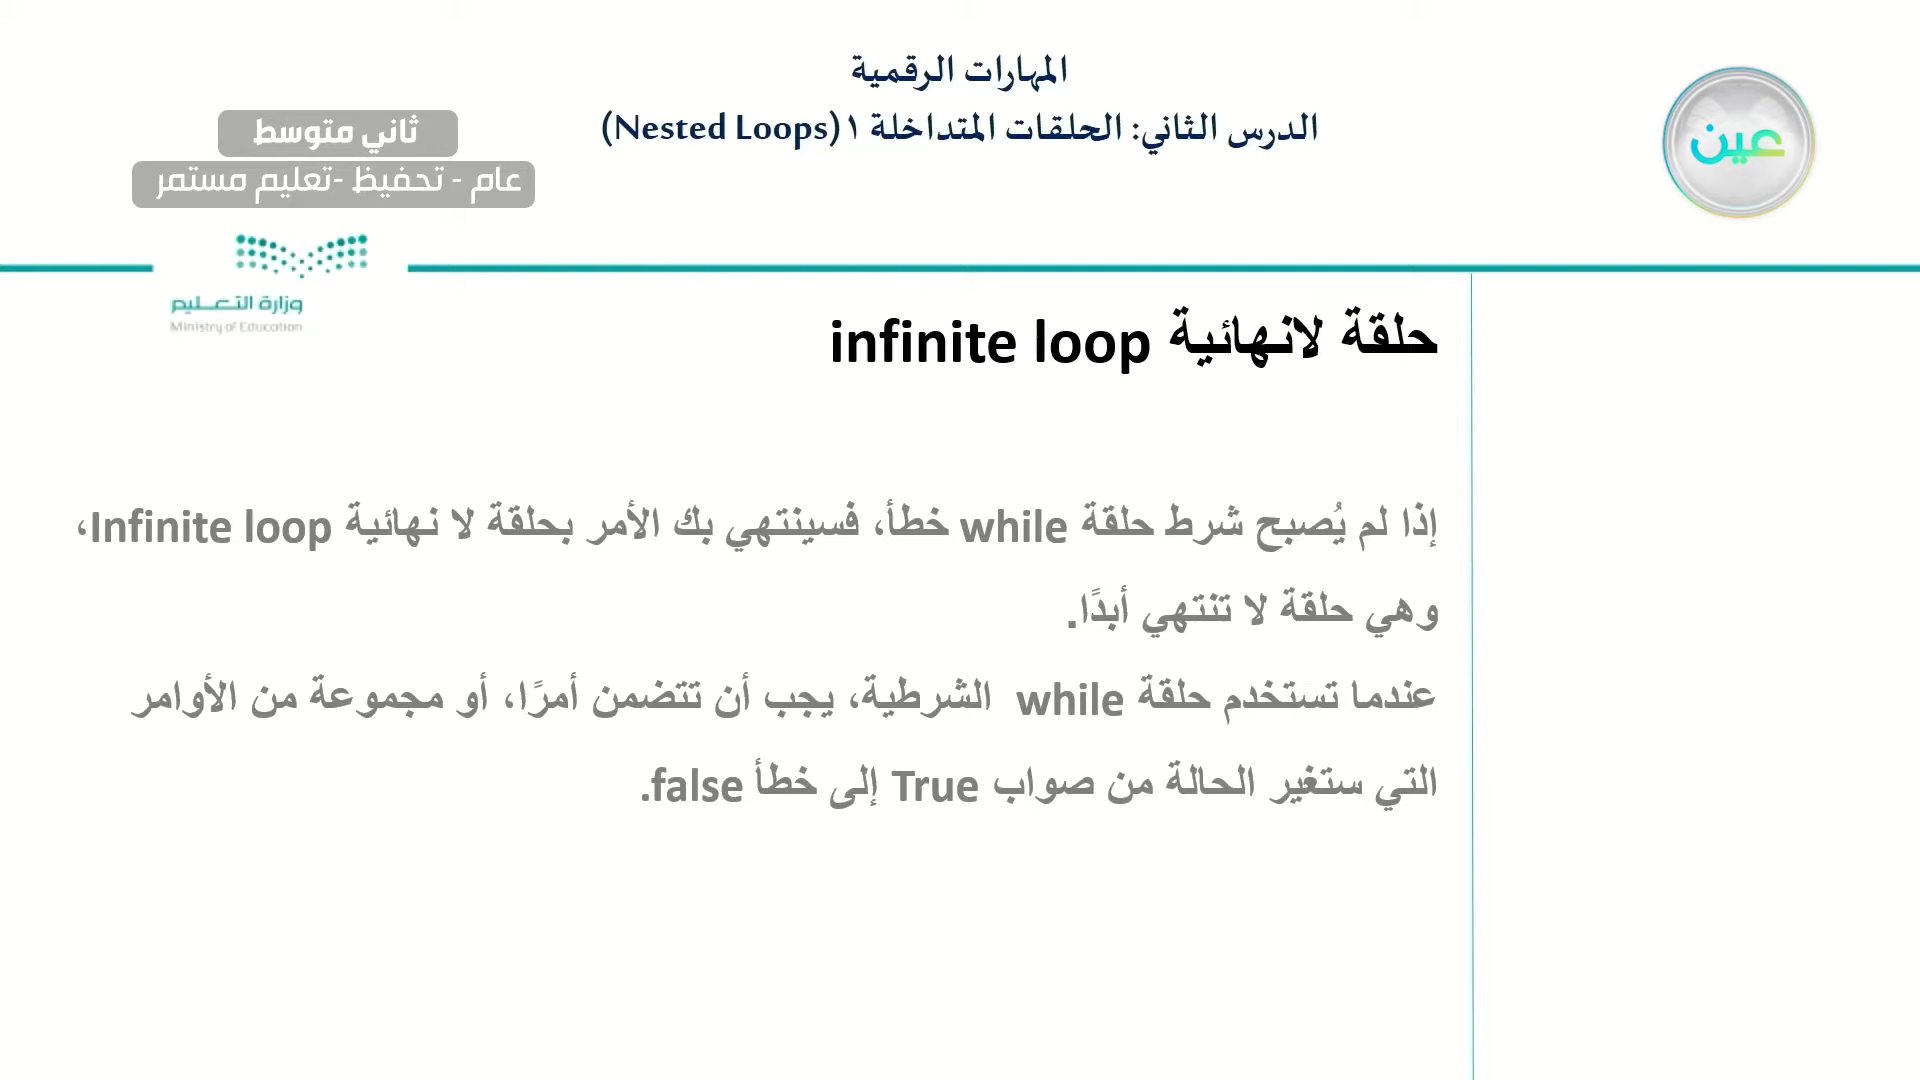 المهارات الرقمية
الدرس الثاني: الحلقات المتداخلة ١ (Nested Loops)
عين
ثاني متوسط
عام - تحفيظ -تعليم مستمر
وزارة التعـــليم
Ministry of Education
حلقة لانهائية infinite loop
إذا لم يُصبح شرط حلقة while خطأ، فسينتهي بك الأمر بحلقة لا نهائية Infinite loop،
وهي حلقة لا تنتهي أبدًا.
عندما تستخدم حلقة while الشرطية، يجب أن تتضمن أمرًا، أو مجموعة من الأوامر
التي ستغير الحالة من صواب True إلى خطأ false.